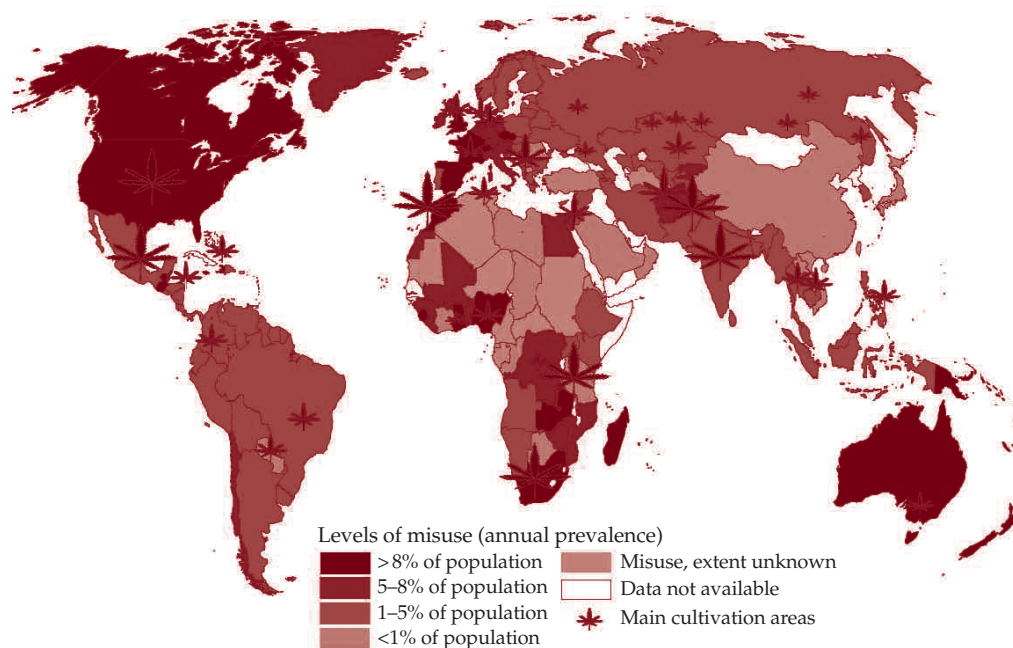 Levels of misuse (annual prevalence)
>8% of population
5–8% of population
1–5% of population
<1% of population
Misuse, extent unknown
Data not available
Main cultivation areas